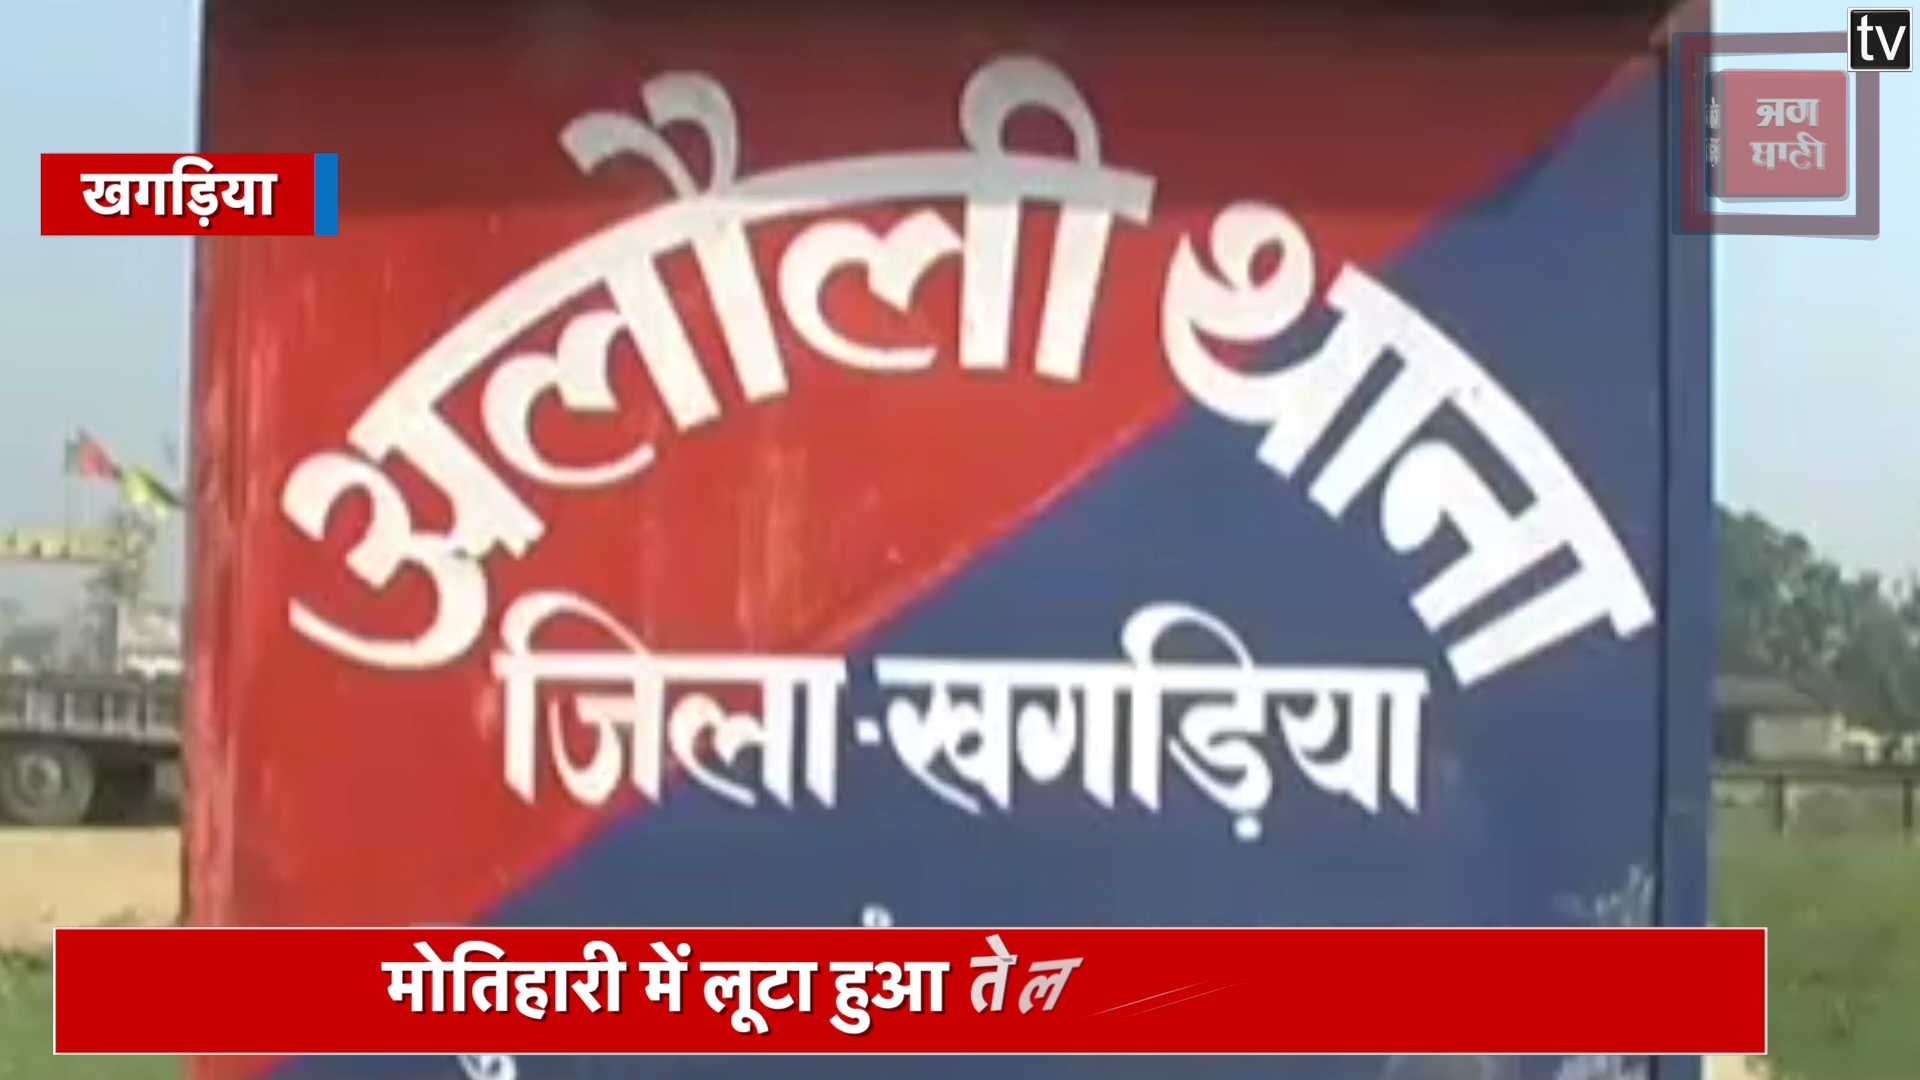 tv
खगड़िया
अलौली थाना
जिला-खगड़िया
मोतिहारी में लूटा हुआ तेल